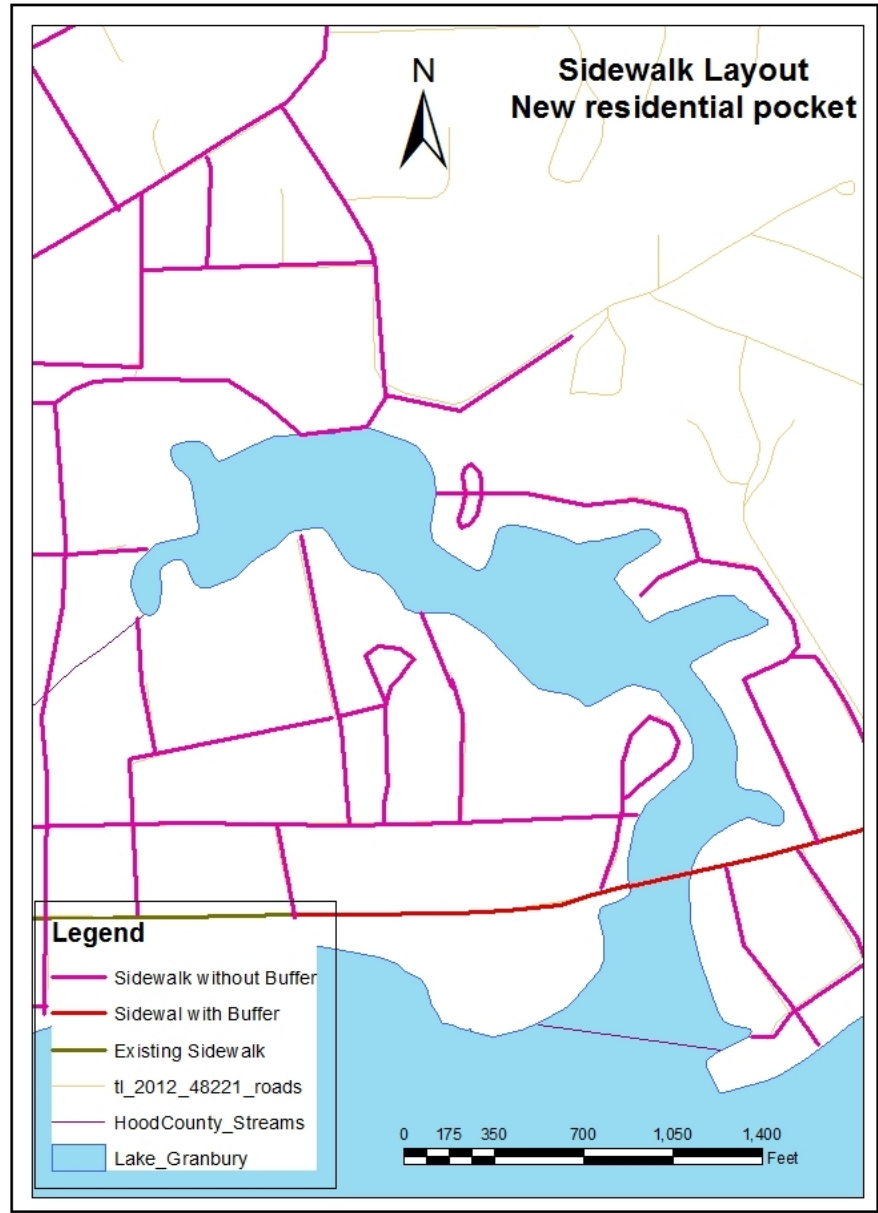 N
Sidewalk Layout
New residential pocket
Legend
Sidewalk without Buffer
Sidewal with Buffer
Existing Sidewalk
tl_2012_48221_roads
HoodCounty_Streams
Lake_Granbury
0 175 350 700 1,050 1,400
Feet